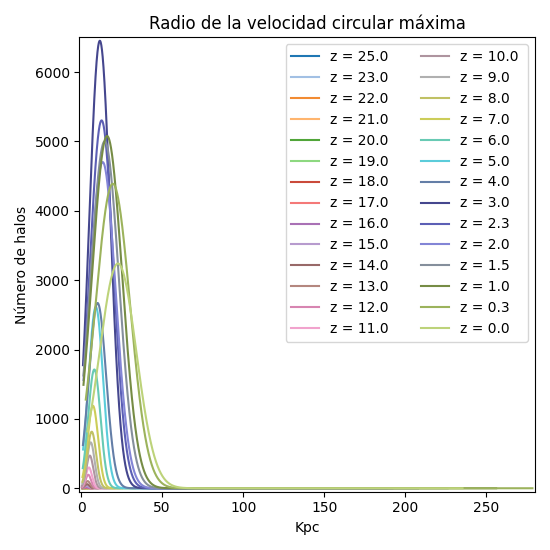 Radio de la velocidad circular máxima
z = 25.0 z = 10.0
z = 23.0 z = 9.0
z = 22.0 z = 8.0
z = 21.0 z = 7.0
z = 20.0 z = 6.0
z = 19.0 z = 5.0
z = 18.0 z = 4.0
z = 17.0 z = 3.0
z = 16.0 z = 2.3
z = 15.0 z = 2.0
z = 14.0 z = 1.5
z = 13.0 z = 1.0
z = 12.0 z = 0.3
z = 11.0 z = 0.0
Número de halos
6000
5000
4000
3000
2000
1000
0
0 50 100 150 200 250
Kpc